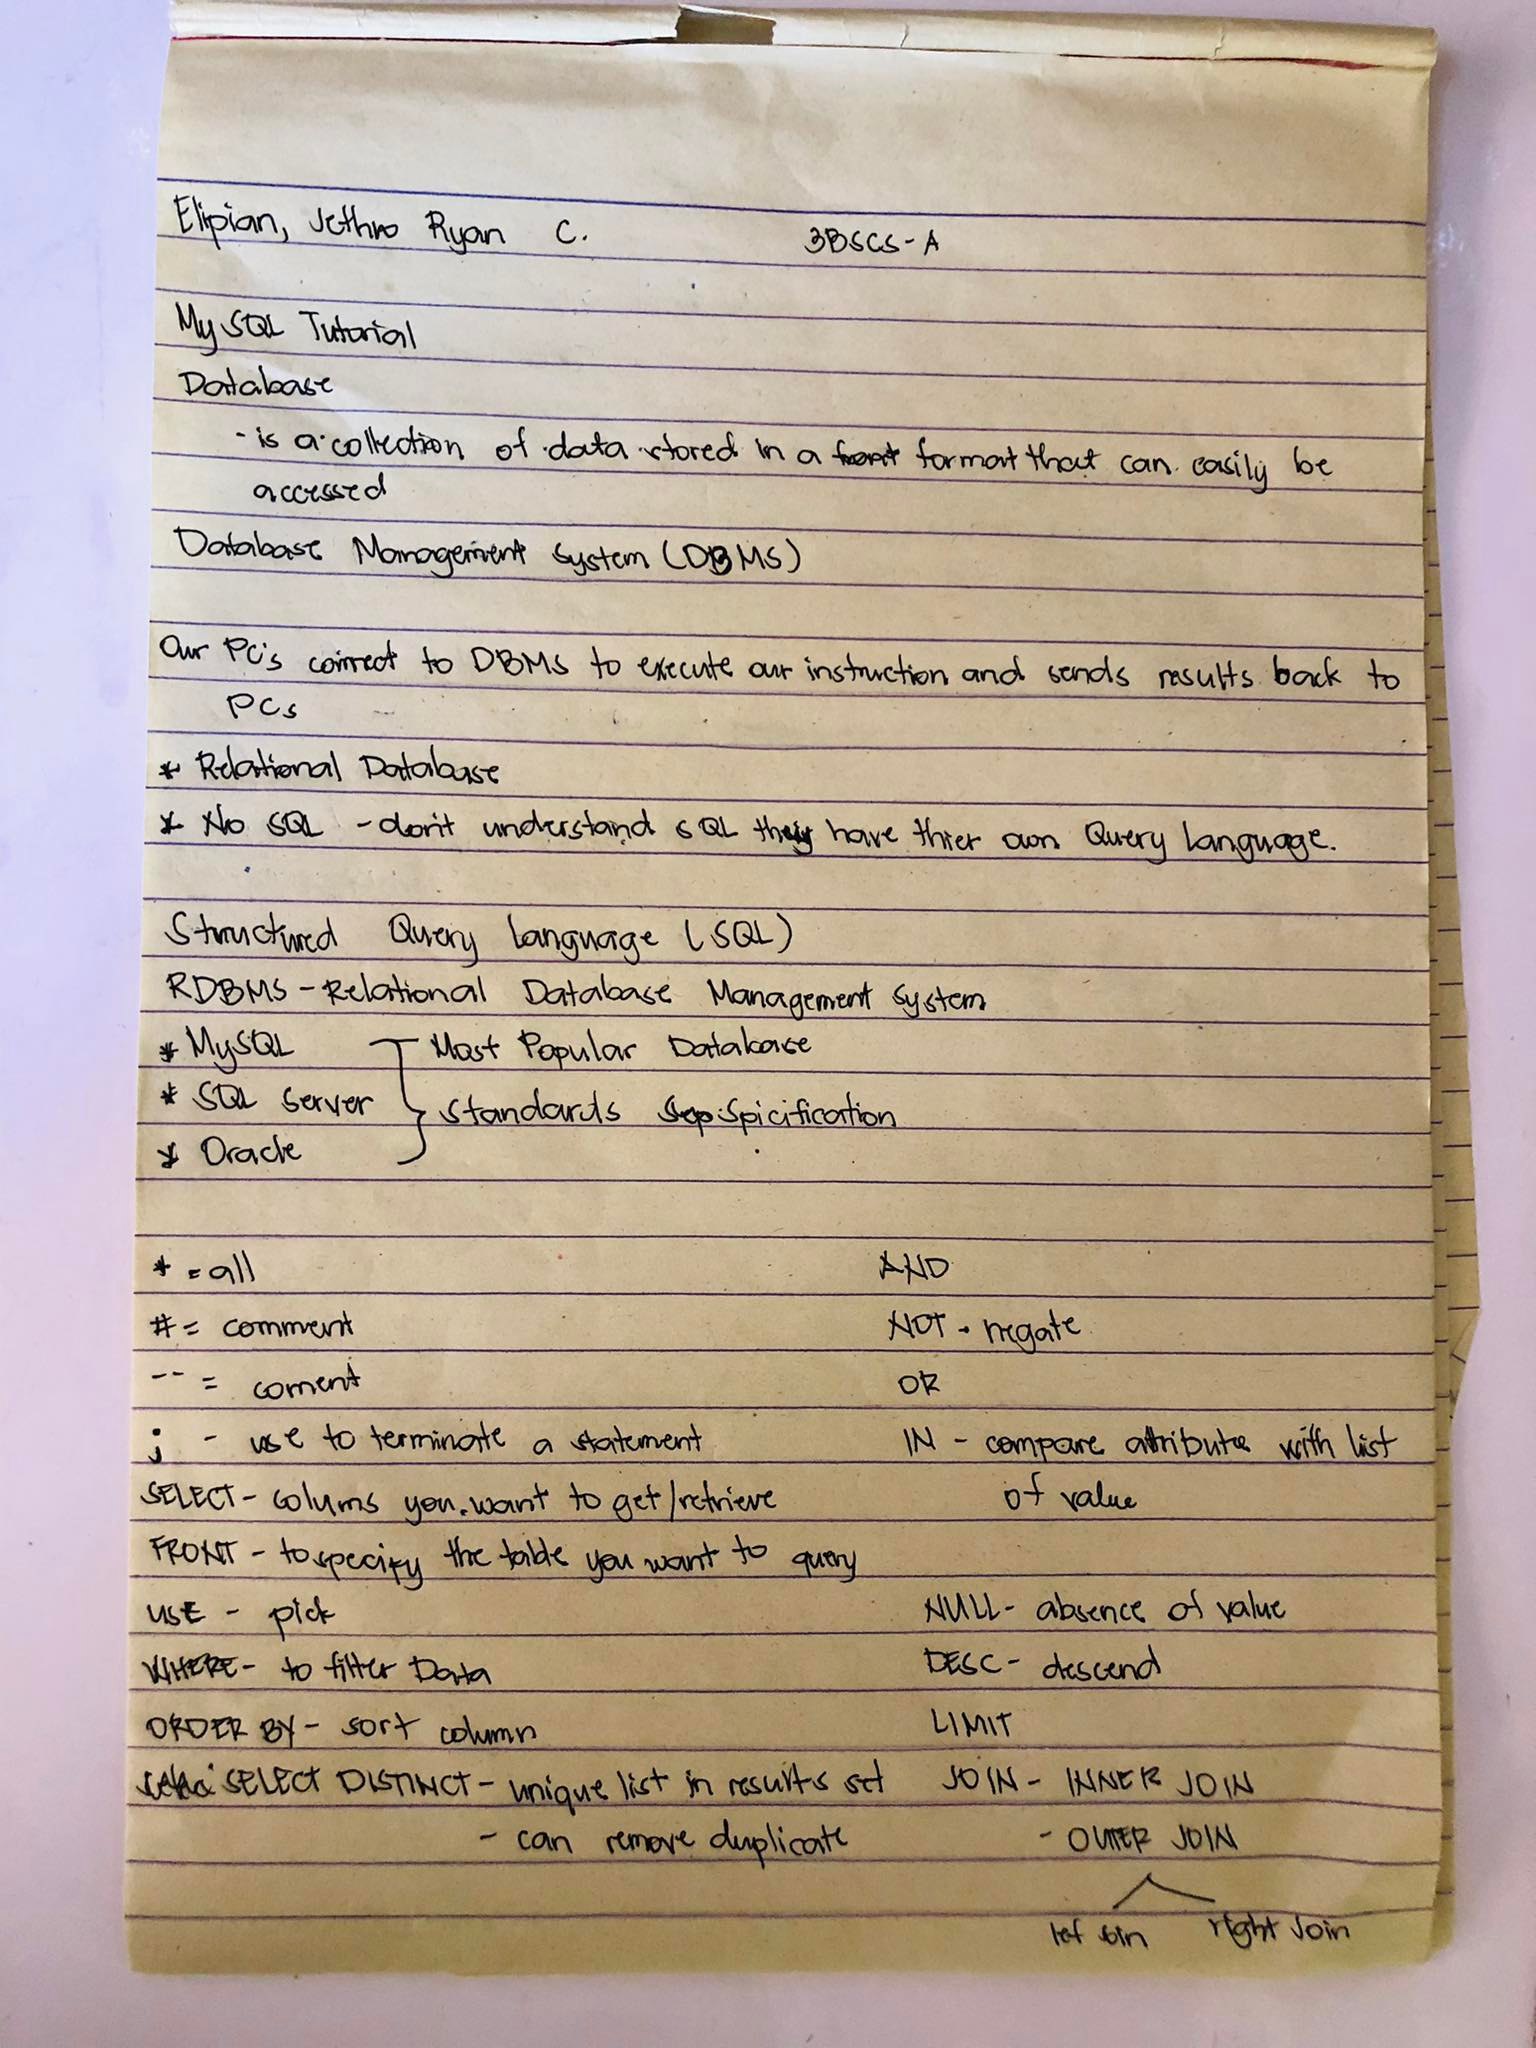 Elipian, Jethro Ryan C. 3BSCS-A
MySQL Tutorial
Database
- is a collection of data stored in a format that can easily be
accessed
Database Management System (DBMS)
Our PC's connect to DBMS to execute our instruction and sends results back to
PCs
* Relational Database
* No SQL - don't understand SQL they have thier own Query Language.
Structured Query Language (SQL)
RDBMS - Relational Database Management System
* MySQL - Most Popular Database
* SQL Server } Standards Spicification
* Oracle
* = all AND
# = comment NOT - negate
-- = coment OR
; - use to terminate a statement IN - compare attribute with list
SELECT - colums you want to get/retrieve of value
FRONT - to specify the table you want to query
USE - pick NULL - absence of value
WHERE - to filter Data DESC - descend
ORDER BY - sort column LIMIT
SELECT DISTINCT - unique list in results set JOIN - INNER JOIN
- can remove duplicate - OUTER JOIN
lef join right Join